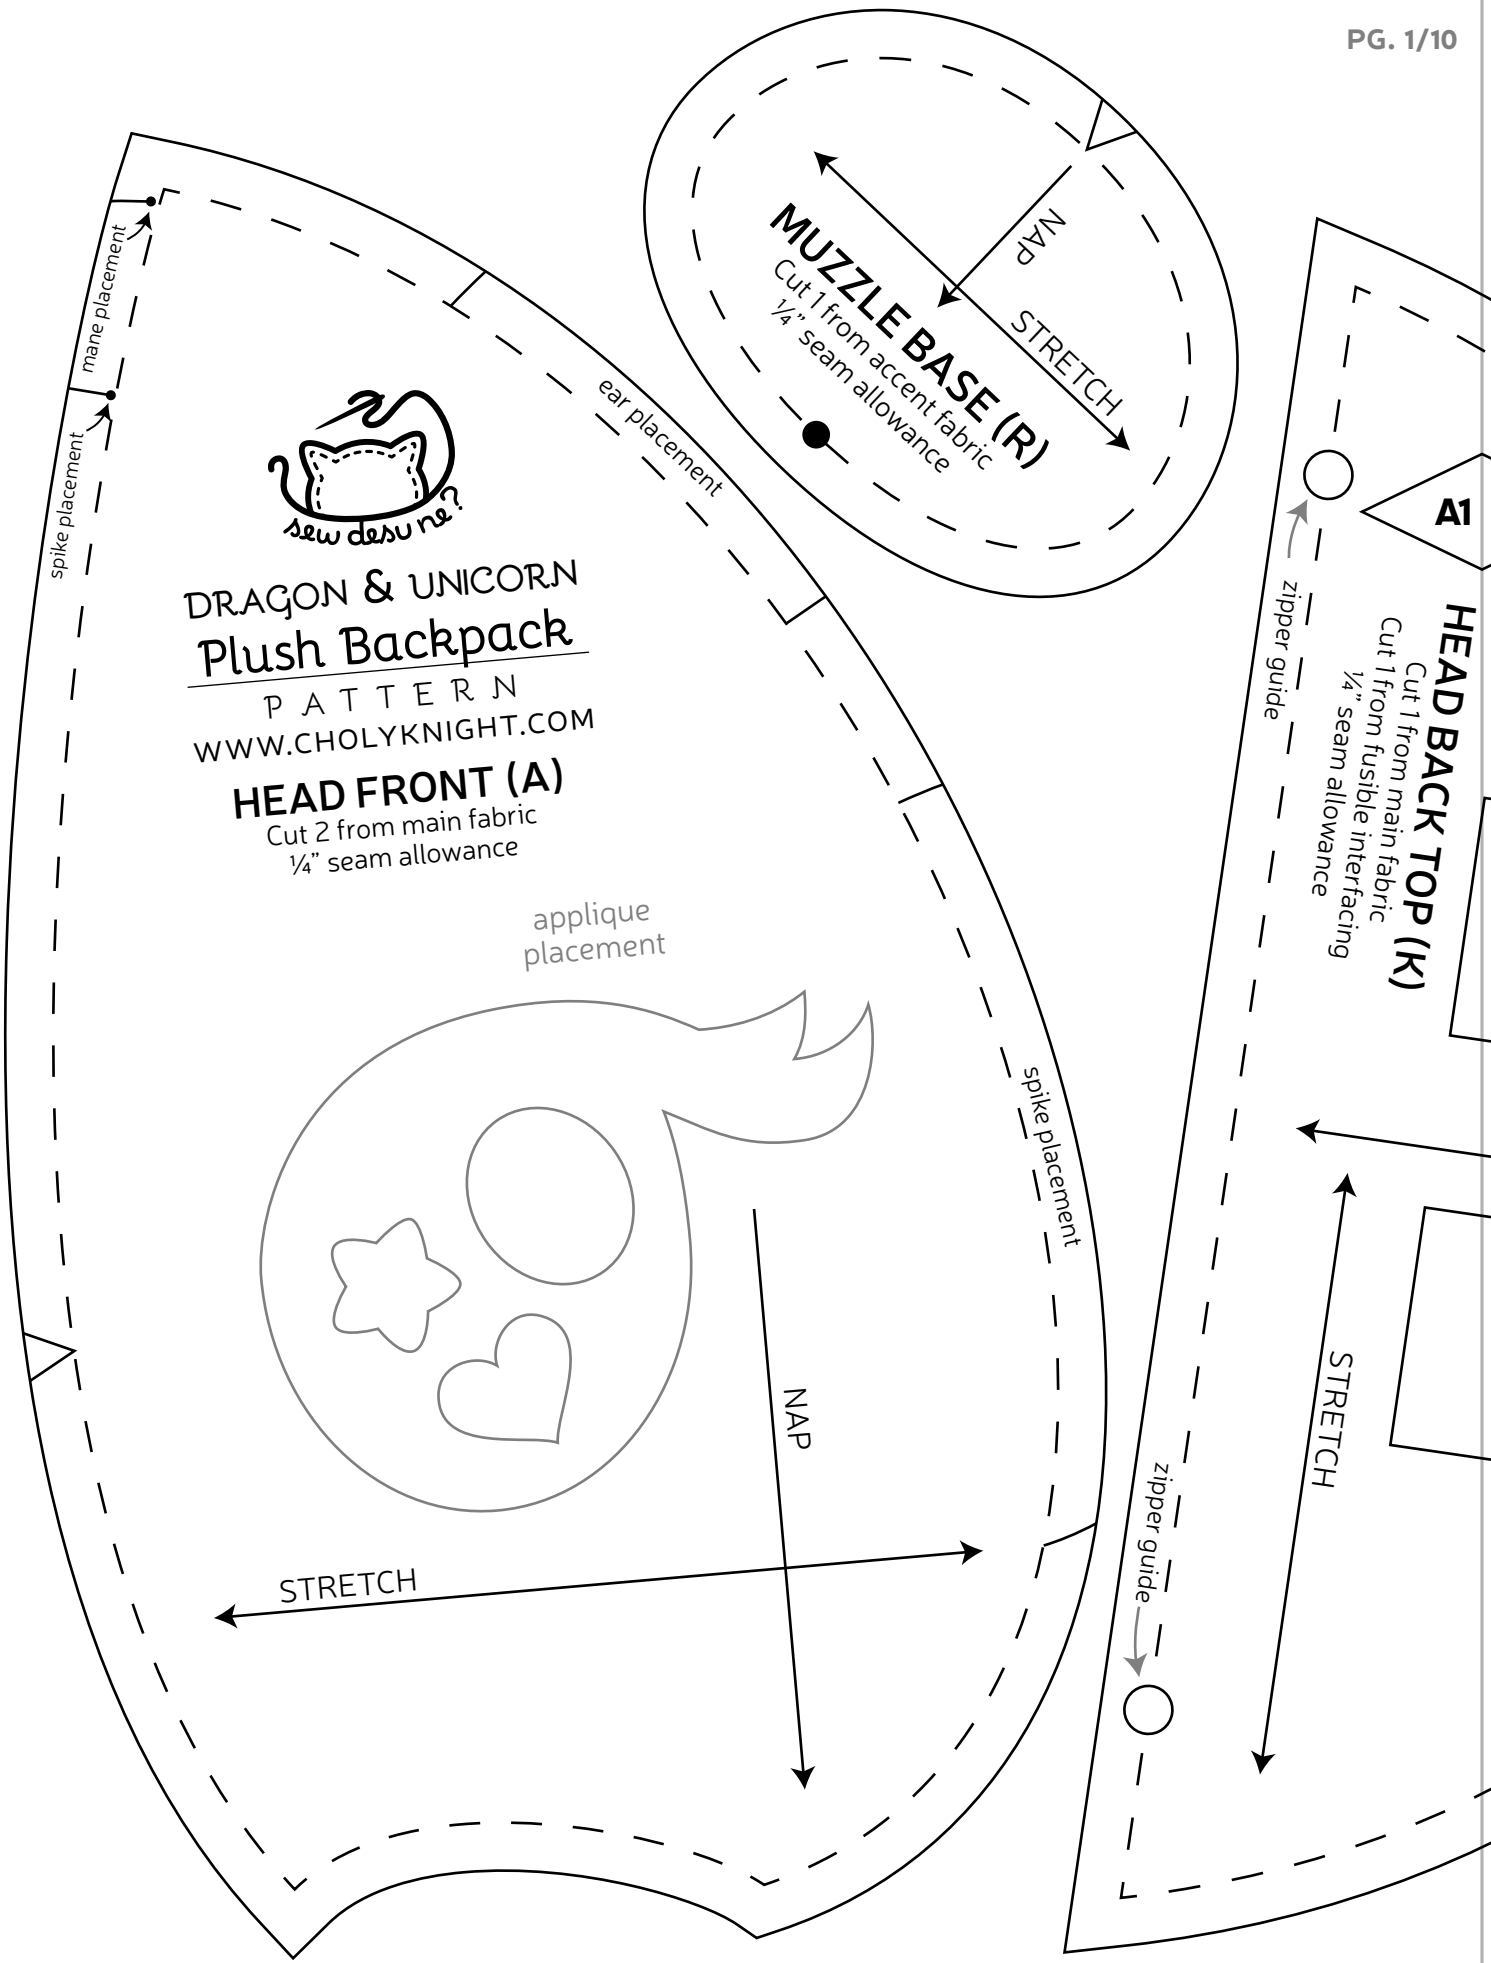 PG. 1/10
mane placement
spike placement
ear placement
sew desu ne?
DRAGON & UNICORN
Plush Backpack
PATTERN
WWW.CHOLYKNIGHT.COM
HEAD FRONT (A)
Cut 2 from main fabric
¼” seam allowance
applique
placement
spike placement
NAP
STRETCH
NAP
STRETCH
MUZZLE BASE (R)
Cut 1 from accent fabric
¼” seam allowance
A1
zipper guide
HEAD BACK TOP (K)
Cut 1 from main fabric
Cut 1 from fusible interfacing
¼” seam allowance
STRETCH
zipper guide